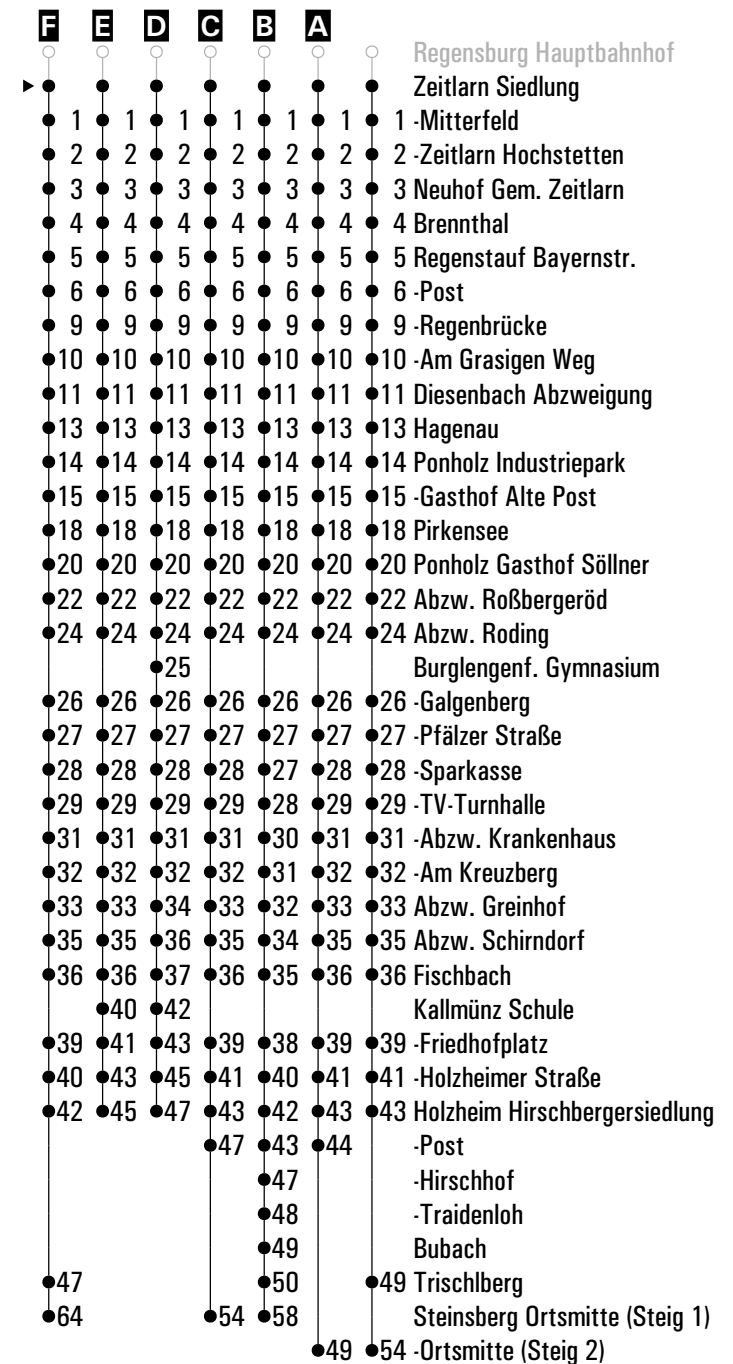 F E D C B A
Regensburg Hauptbahnhof
Zeitlarn Siedlung
1 1 1 1 1 1 1 -Mitterfeld
2 2 2 2 2 2 2 -Zeitlarn Hochstetten
3 3 3 3 3 3 3 Neuhof Gem. Zeitlarn
4 4 4 4 4 4 4 Brennthal
5 5 5 5 5 5 5 Regenstauf Bayernstr.
6 6 6 6 6 6 6 -Post
9 9 9 9 9 9 9 -Regenbrücke
10 10 10 10 10 10 10 -Am Grasigen Weg
11 11 11 11 11 11 11 Diesenbach Abzweigung
13 13 13 13 13 13 13 Hagenau
14 14 14 14 14 14 14 Ponholz Industriepark
15 15 15 15 15 15 15 -Gasthof Alte Post
18 18 18 18 18 18 18 Pirkensee
20 20 20 20 20 20 20 Ponholz Gasthof Söllner
22 22 22 22 22 22 22 Abzw. Roßbergeröd
24 24 24 24 24 24 24 Abzw. Roding
25 Burglengenf. Gymnasium
26 26 26 26 26 26 26 -Galgenberg
27 27 27 27 27 27 27 -Pfälzer Straße
28 28 28 28 27 28 28 -Sparkasse
29 29 29 29 28 29 29 -TV-Turnhalle
31 31 31 31 30 31 31 -Abzw. Krankenhaus
32 32 32 32 31 32 32 -Am Kreuzberg
33 33 34 33 32 33 33 Abzw. Greinhof
35 35 36 35 34 35 35 Abzw. Schirndorf
36 36 37 36 35 36 36 Fischbach
40 42 Kallmünz Schule
39 41 43 39 38 39 39 -Friedhofplatz
40 43 45 41 40 41 41 -Holzheimer Straße
42 45 47 43 42 43 43 Holzheim Hirschbergersiedlung
47 43 44 -Post
47 -Hirschhof
48 -Traidenloh
49 Bubach
47 50 49 Trischlberg
64 54 58 Steinsberg Ortsmitte (Steig 1)
49 54 -Ortsmitte (Steig 2)